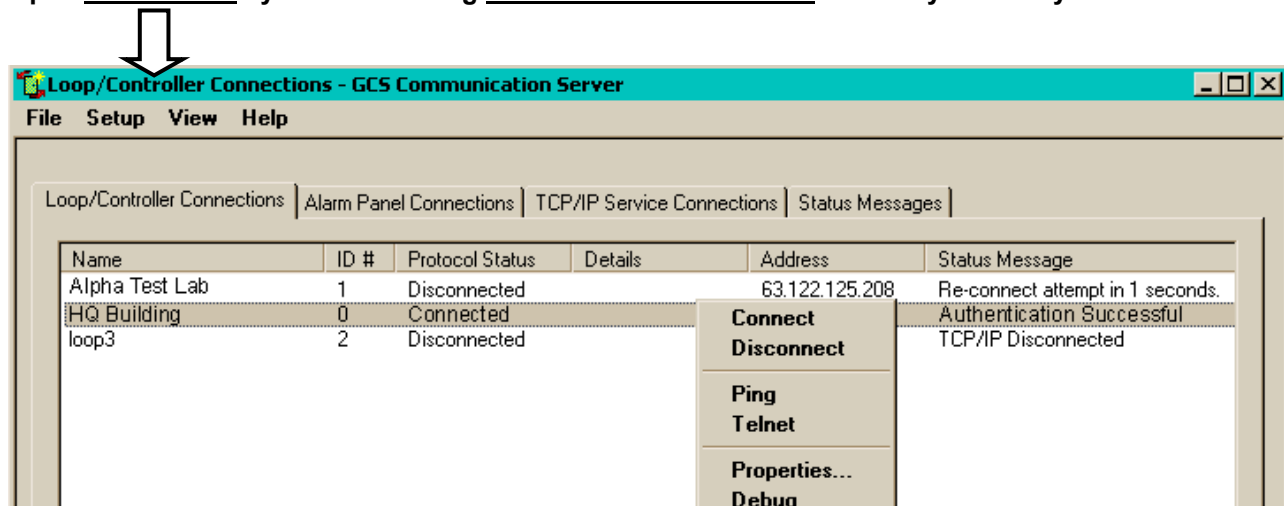 Loop/Controller Connections - GCS Communication Server
File Setup View Help
Loop/Controller Connections Alarm Panel Connections TCP/IP Service Connections Status Messages
Name ID # Protocol Status Details Address Status Message
Alpha Test Lab 1 Disconnected 63.122.125.208 Re-connect attempt in 1 seconds.
HQ Building 0 Connected Authentication Successful
loop3 2 Disconnected TCP/IP Disconnected
Connect
Disconnect
Ping
Telnet
Properties...
Debug